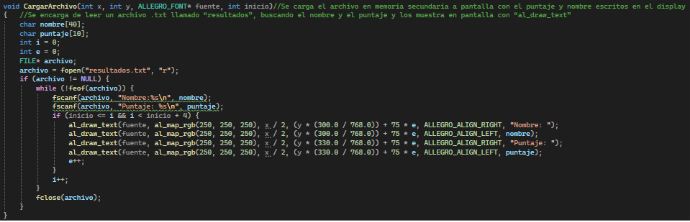 void CargarArchivo(int x, int y, ALLEGRO_FONT* fuente, int inicio)//Se carga el archivo en memoria secundaria a pantalla con el puntaje y nombre escritos en el display
{ //Se encarga de leer un archivo .txt llamado "resultados", buscando el nombre y el puntaje y los muestra en pantalla con "al_draw_text"
char nombre[40];
char puntaje[10];
int i = 0;
int e = 0;
FILE* archivo;
archivo = fopen("resultados.txt", "r");
if (archivo != NULL) {
while (!feof(archivo)) {
fscanf(archivo, "Nombre:%s\n", nombre);
fscanf(archivo, "Puntaje: %s\n", puntaje);
if (inicio <= i && i < inicio + 4) {
al_draw_text(fuente, al_map_rgb(250, 250, 250), x / 2, (y * (300.0 / 768.0)) + 75 * e, ALLEGRO_ALIGN_RIGHT, "Nombre: ");
al_draw_text(fuente, al_map_rgb(250, 250, 250), x / 2, (y * (300.0 / 768.0)) + 75 * e, ALLEGRO_ALIGN_LEFT, nombre);
al_draw_text(fuente, al_map_rgb(250, 250, 250), x / 2, (y * (330.0 / 768.0)) + 75 * e, ALLEGRO_ALIGN_RIGHT, "Puntaje: ");
al_draw_text(fuente, al_map_rgb(250, 250, 250), x / 2, (y * (330.0 / 768.0)) + 75 * e, ALLEGRO_ALIGN_LEFT, puntaje);
e++;
}
i++;
}
fclose(archivo);
}
}